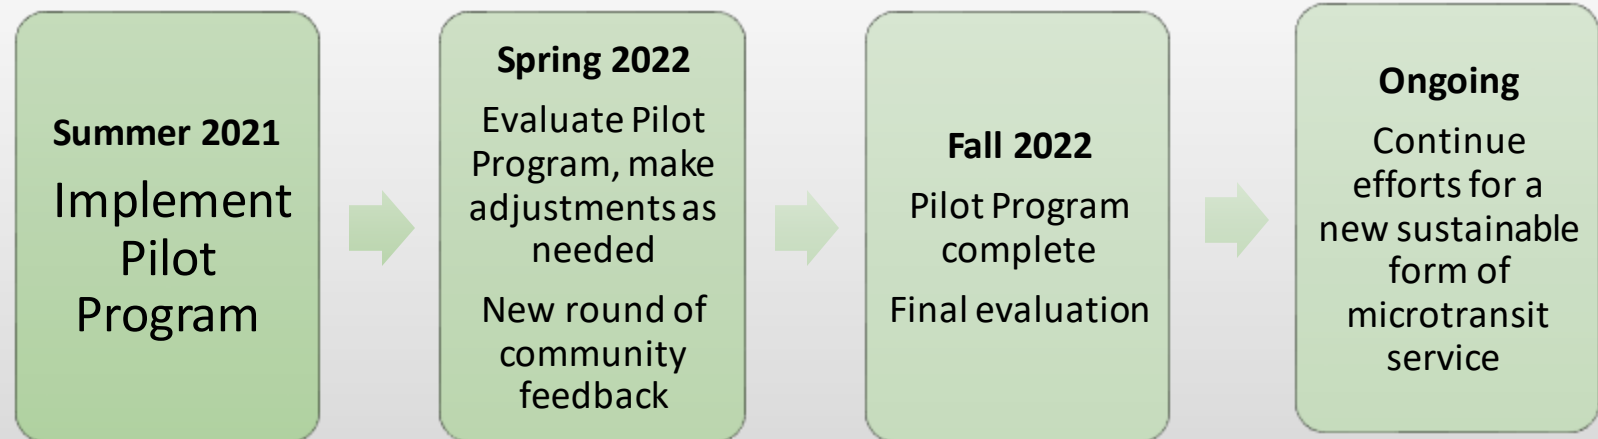 Summer 2021
Implement
Pilot
Program
Spring 2022
Evaluate Pilot
Program, make
adjustments as
needed
New round of
community
feedback
Fall 2022
Pilot Program
complete
Final evaluation
Ongoing
Continue
efforts for a
new sustainable
form of
microtransit
service